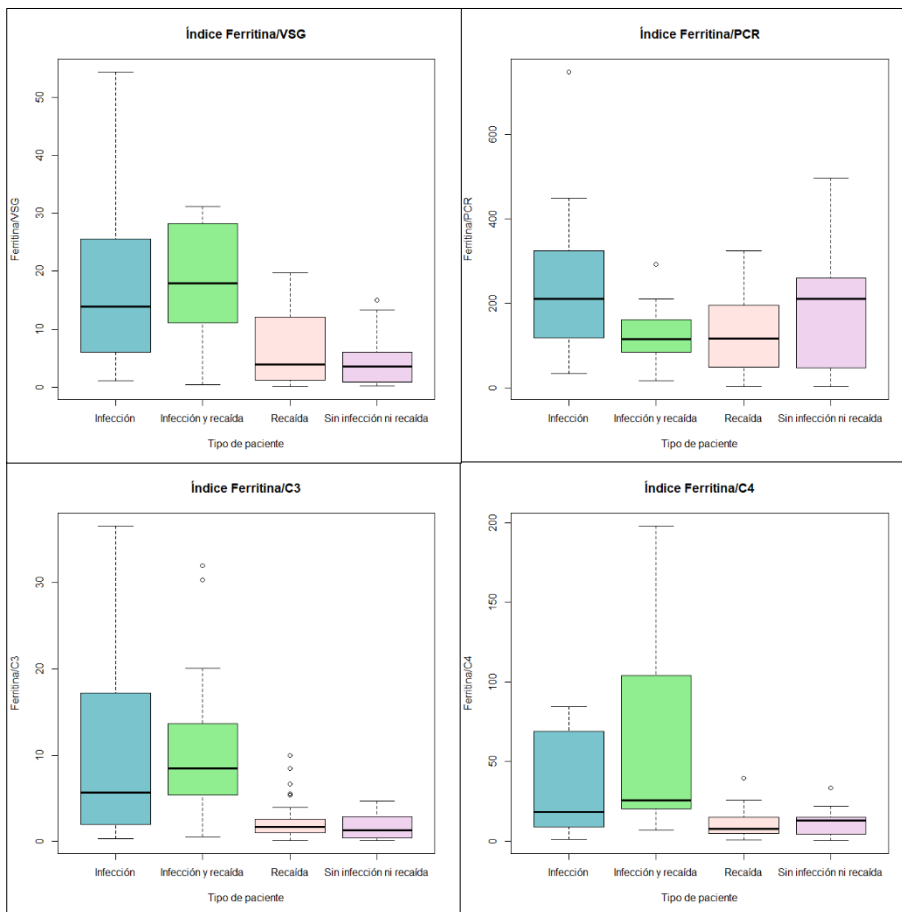 Índice Ferritina/VSG
Ferritina/VSG
50
40
30
20
10
0
Infección Infección y recaída Recaída Sin infección ni recaída
Tipo de paciente
Índice Ferritina/PCR
Ferritina/PCR
600
400
200
0
Infección Infección y recaída Recaída Sin infección ni recaída
Tipo de paciente
Índice Ferritina/C3
Ferritina/C3
30
20
10
0
Infección Infección y recaída Recaída Sin infección ni recaída
Tipo de paciente
Índice Ferritina/C4
Ferritina/C4
200
150
100
50
0
Infección Infección y recaída Recaída Sin infección ni recaída
Tipo de paciente